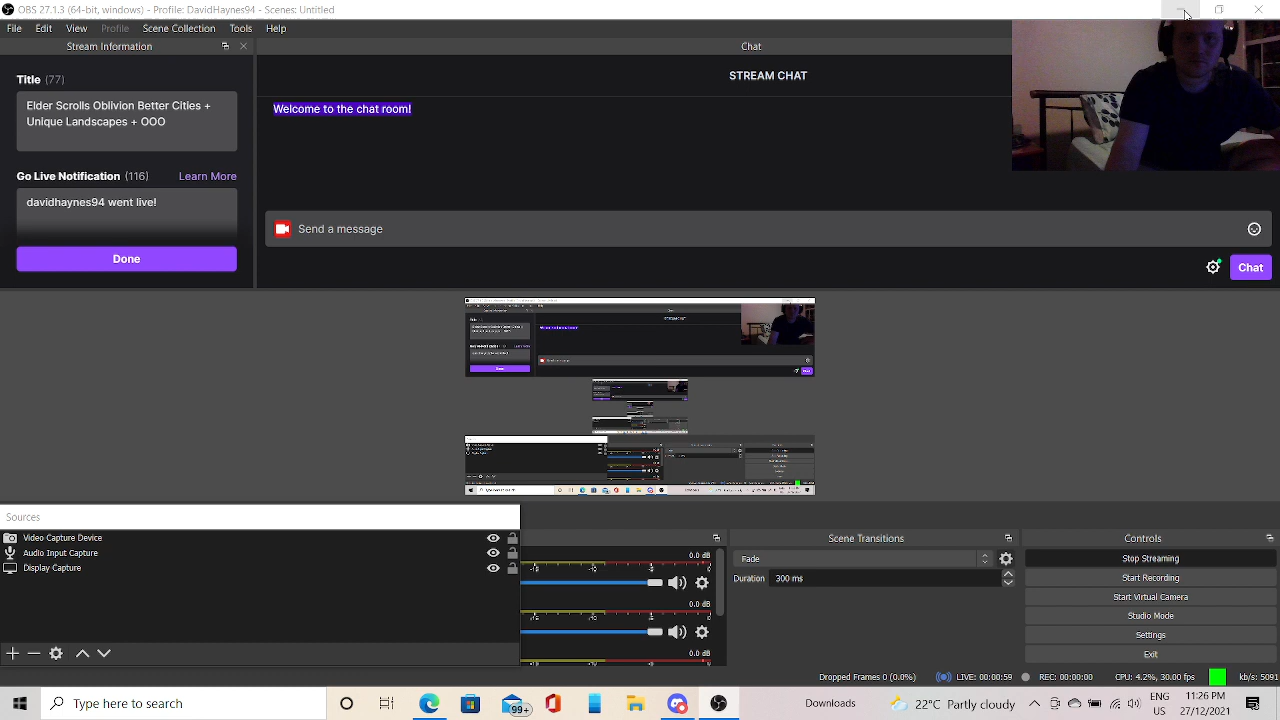 OBS 27.1.3 (64-bit, windows) - Profile: DavidHaynes94 - Scenes: Untitled
File Edit View Profile Scene Collection Tools Help
Stream Information
Title (77)
Elder Scrolls Oblivion Better Cities +
Unique Landscapes + OOO
Go Live Notification (116) Learn More
davidhaynes94 went live!
Done
Chat
STREAM CHAT
Welcome to the chat room!
Send a message
Chat
Sources
Video Capture Device
Audio Input Capture
Display Capture
0.0 dB
0.0 dB
0.0 dB
Scene Transitions
Fade
Duration 300 ms
Controls
Stop Streaming
Start Recording
Start Virtual Camera
Studio Mode
Settings
Exit
Dropped Frames 0 (0.0%) LIVE: 00:00:59 REC: 00:00:00 CPU: 4.2%, 30.00 fps kb/s: 5091
Type here to search
99+
Downloads
22°C Partly cloudy
ENG
IN
11:26 PM
27/12/2021